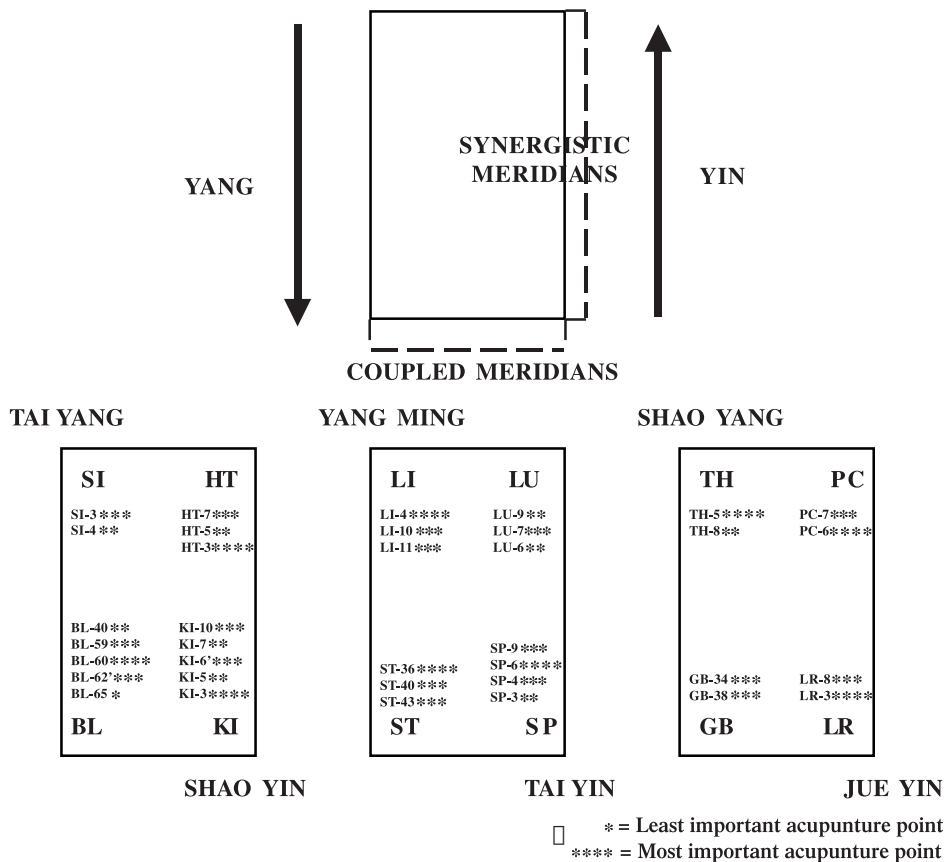 SYNERGISTIC
MERIDIANS
YANG
YIN
COUPLED MERIDIANS
TAI YANG
YANG MING
SHAO YANG
SI HT
SI-3***
SI-4**
HT-7***
HT-5**
HT-3****
BL-40**
BL-59***
BL-60****
BL-62’***
BL-65 *
KI-10***
KI-7**
KI-6’***
KI-5**
KI-3****
BL KI
SHAO YIN
LI LU
LI-4****
LI-10 ***
LI-11***
LU-9**
LU-7***
LU-6**
ST-36****
ST-40***
ST-43***
SP-9***
SP-6****
SP-4***
SP-3**
ST SP
TAI YIN
TH PC
TH-5****
TH-8**
PC-7***
PC-6****
GB-34***
GB-38***
LR-8***
LR-3****
GB LR
JUE YIN
* = Least important acupunture point
**** = Most important acupunture point